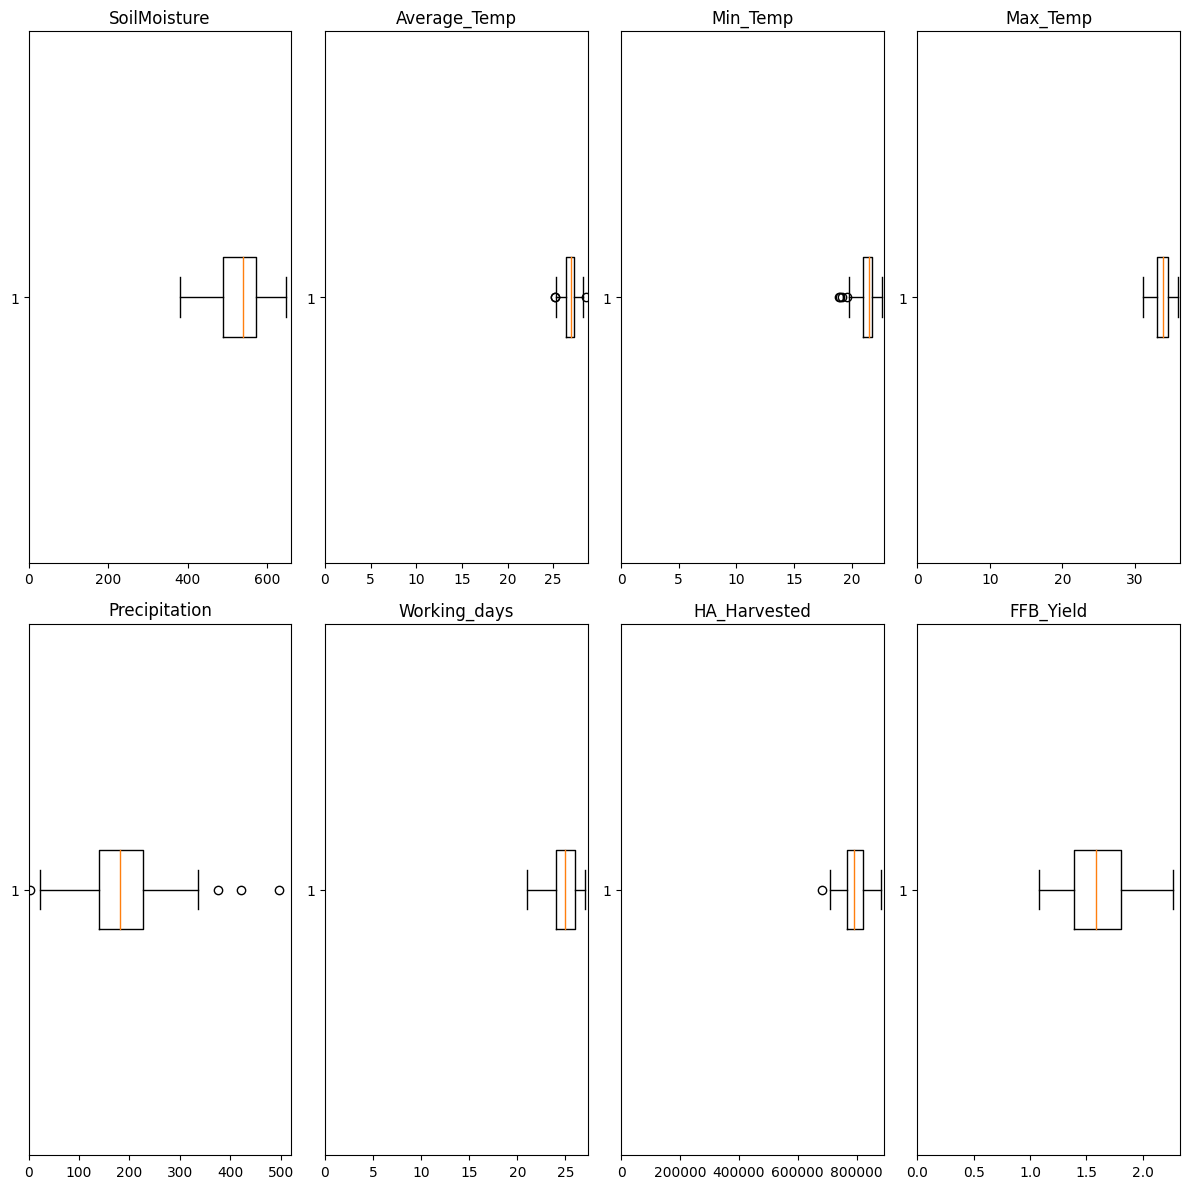 SoilMoisture Average_Temp Min_Temp Max_Temp
1 1 1 1
0 200 400 600 0 5 10 15 20 25 0 5 10 15 20 0 10 20 30
Precipitation Working_days HA_Harvested FFB_Yield
1 1 1 1
0 100 200 300 400 500 0 5 10 15 20 25 0 200000 400000 600000 800000 0.0 0.5 1.0 1.5 2.0